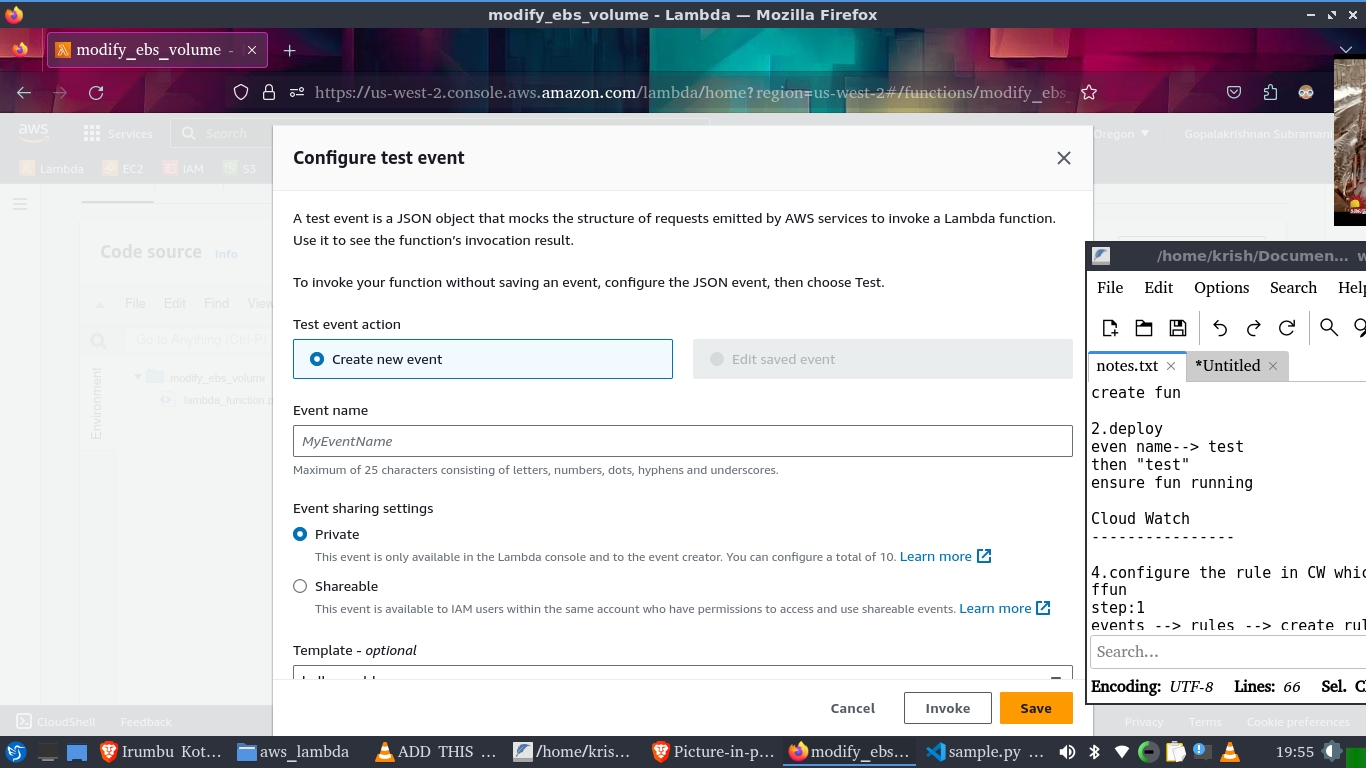 modify_ebs_volume - Lambda — Mozilla Firefox
modify_ebs_volume -
https://us-west-2.console.aws.amazon.com/lambda/home?region=us-west-2#/functions/modify_ebs_
aws
Services
Search
Oregon
Gopalakrishnan Subramani
Lambda
EC2
IAM
S3
Configure test event
A test event is a JSON object that mocks the structure of requests emitted by AWS services to invoke a Lambda function.
Use it to see the function's invocation result.
To invoke your function without saving an event, configure the JSON event, then choose Test.
Test event action
Create new event
Edit saved event
Event name
MyEventName
Maximum of 25 characters consisting of letters, numbers, dots, hyphens and underscores.
Event sharing settings
Private
This event is only available in the Lambda console and to the event creator. You can configure a total of 10. Learn more
Shareable
This event is available to IAM users within the same account who have permissions to access and use shareable events. Learn more
Template - optional
Cancel
Invoke
Save
Code source
Info
File Edit Find View
Go to Anything (Ctrl-P)
Environment
modify_ebs_volume
lambda_function.p
/home/krish/Documen...
File Edit Options Search Help
notes.txt
*Untitled
create fun
2.deploy
even name--> test
then "test"
ensure fun running
Cloud Watch
----------------
4.configure the rule in CW whic
ffun
step:1
events --> rules --> create rul
Search...
Encoding: UTF-8 Lines: 66 Sel.
CloudShell
Feedback
Privacy
Terms
Cookie preferences
Irumbu Kot...
aws_lambda
ADD THIS ...
/home/kris...
Picture-in-p...
modify_ebs...
sample.py ...
19:55